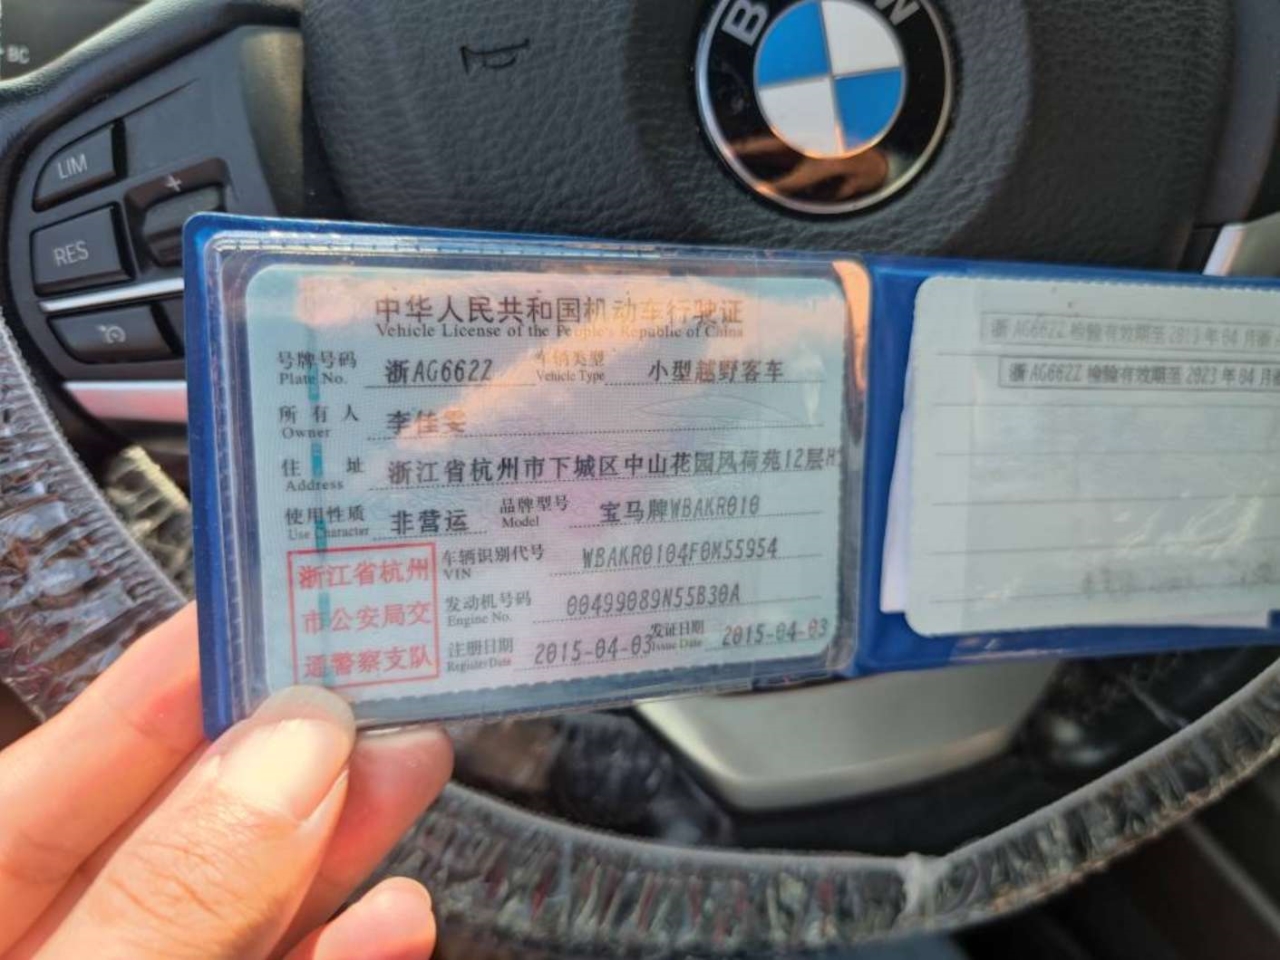 BC
BMW
LIM
+
RES
中华人民共和国机动车行驶证
Vehicle License of the People's Republic of China
号牌号码 浙AG662Z 车辆类型 小型越野客车
Plate No. Vehicle Type
所有人 李佳雯
Owner
住址 浙江省杭州市下城区中山花园风荷苑12层H
Address
使用性质 非营运 品牌型号 宝马牌WBAKR010
Use Character Model
浙江省杭州
市公安局交
通警察支队
车辆识别代号 WBAKR0104F0M55954
VIN
发动机号码 00499089N55B30A
Engine No.
注册日期 2015-04-03 发证日期 2015-04-03
Register Date Issue Date
浙AG662Z 检验有效期至2019年04月浙
浙AG662Z 检验有效期至2023年04月